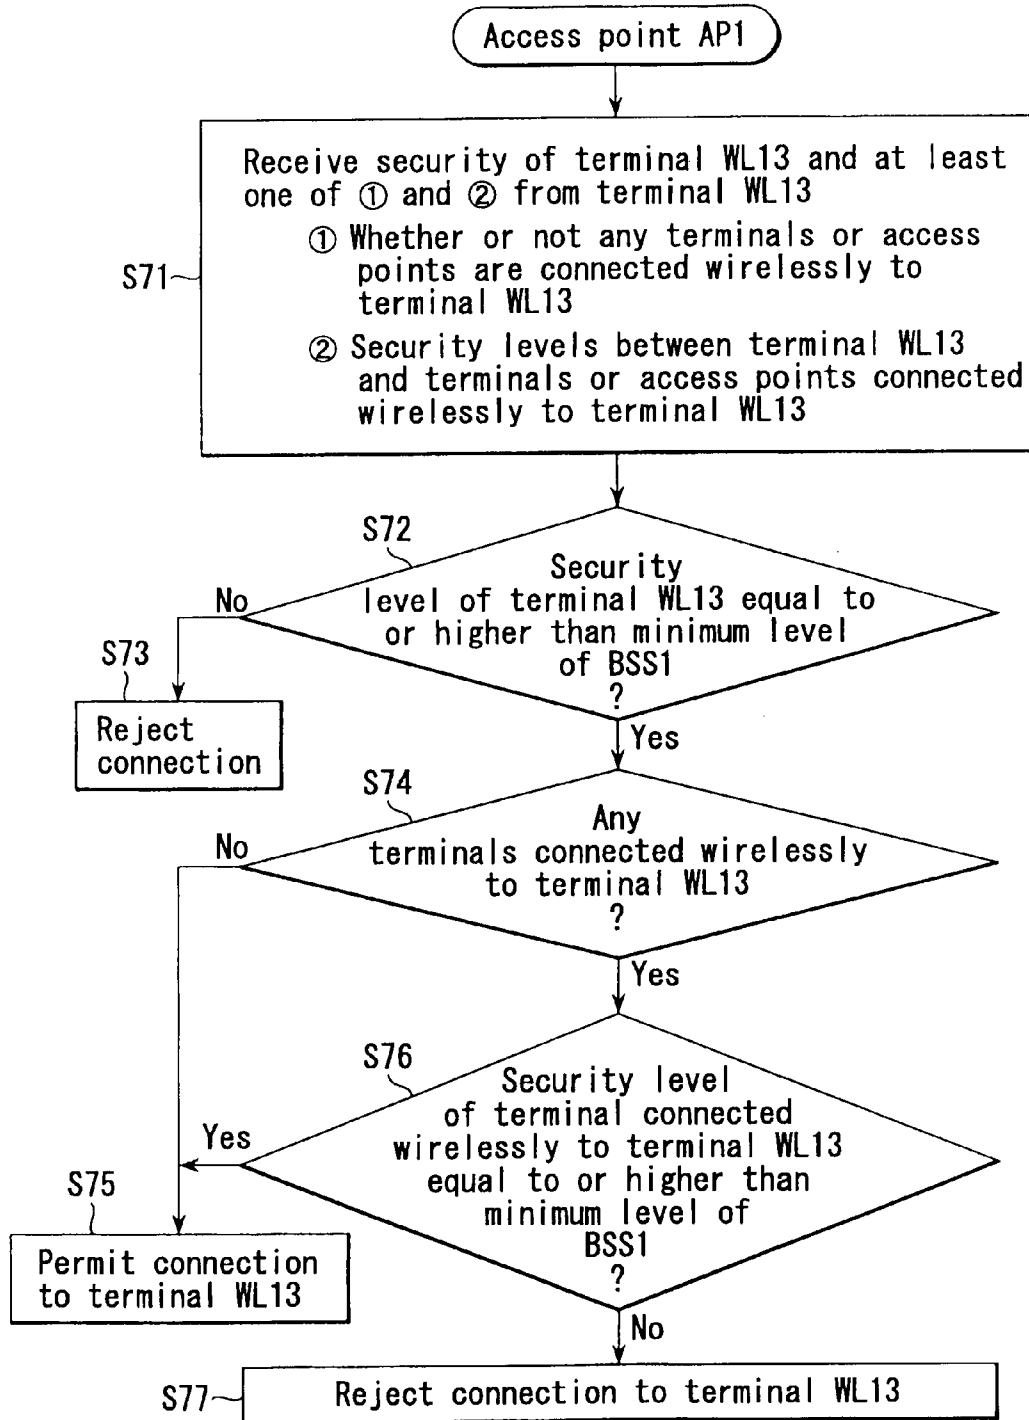 Access point AP1
Receive security of terminal WL13 and at least
one of ① and ② from terminal WL13
① Whether or not any terminals or access
points are connected wirelessly to
terminal WL13
② Security levels between terminal WL13
and terminals or access points connected
wirelessly to terminal WL13
S71
S72
Security
level of terminal WL13 equal to
or higher than minimum level
of BSS1
?
No
Yes
S73
Reject
connection
S74
Any
terminals connected wirelessly
to terminal WL13
?
No
Yes
S76
Security level
of terminal connected
wirelessly to terminal WL13
equal to or higher than
minimum level of
BSS1
?
Yes
No
S75
Permit connection
to terminal WL13
S77
Reject connection to terminal WL13